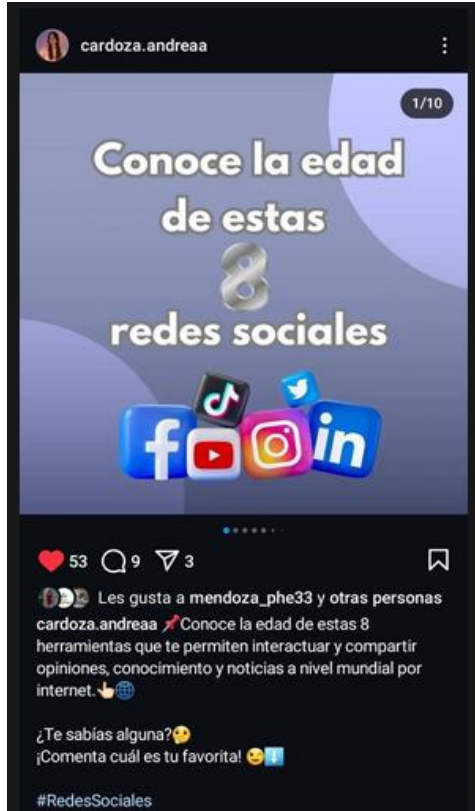 cardoza.andreaa
1/10
Conoce la edad
de estas
8
redes sociales
53 9 3
Les gusta a mendoza_phe33 y otras personas
cardoza.andreaa 📌Conoce la edad de estas 8
herramientas que te permiten interactuar y compartir
opiniones, conocimiento y noticias a nivel mundial por
internet.👆🏻🌐
¿Te sabías alguna?🤔
¡Comenta cuál es tu favorita! 😉⬇️
#RedesSociales